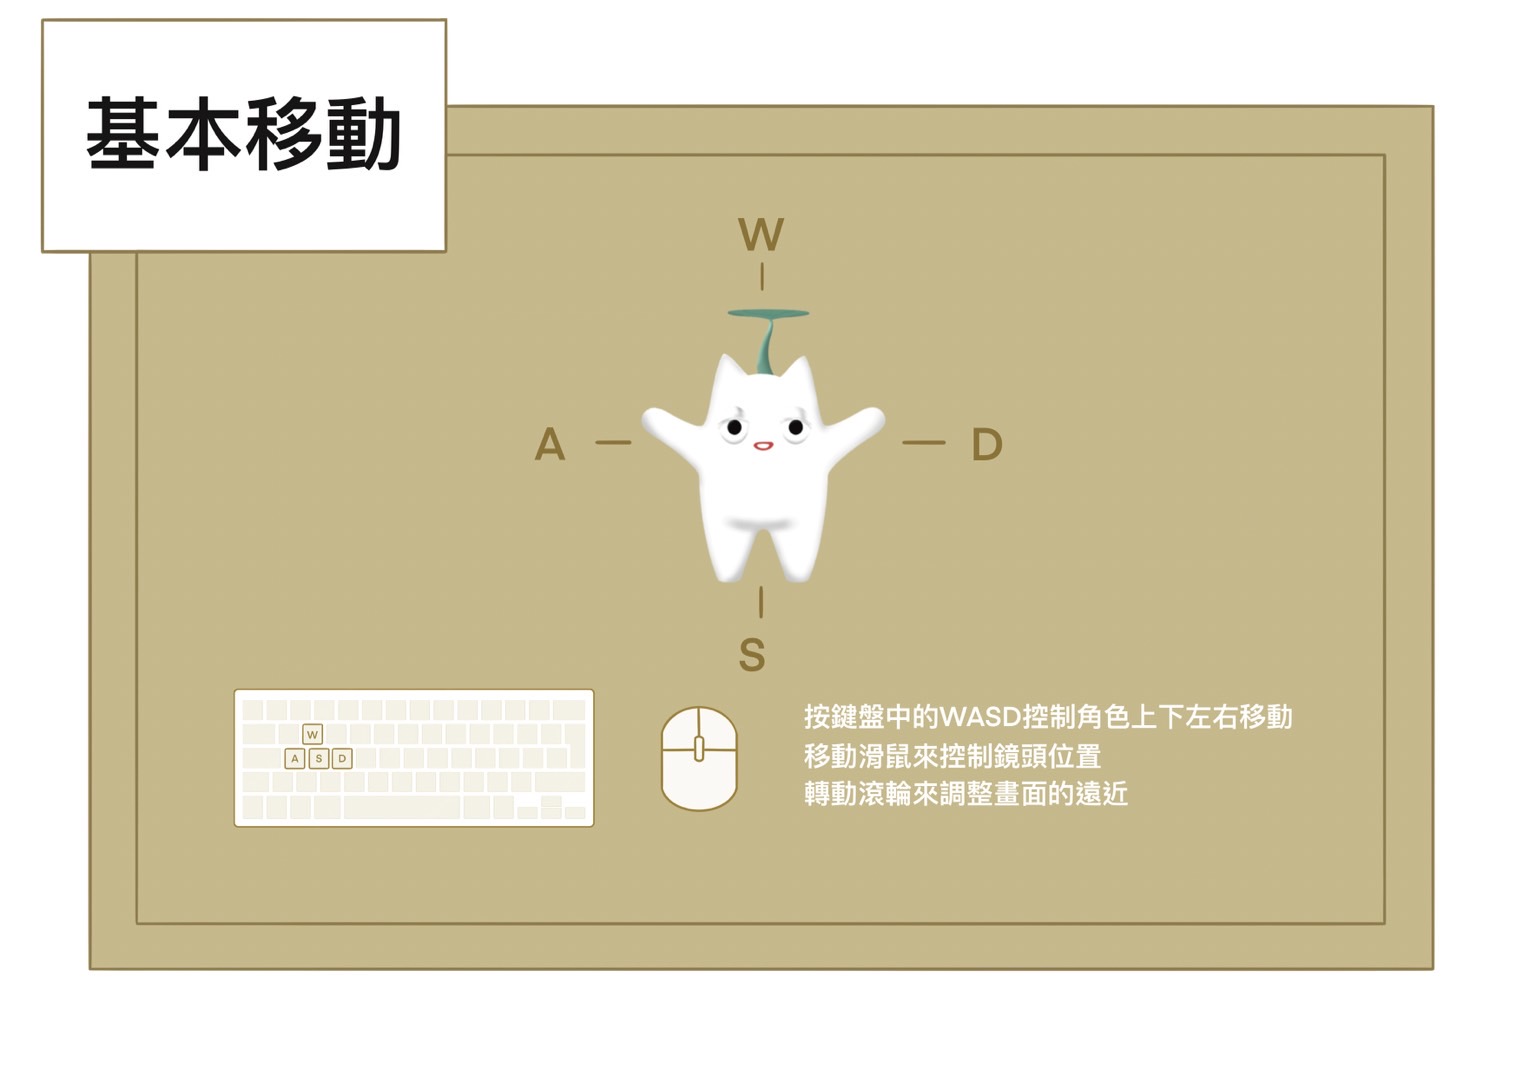 基本移動
W
A
D
S
W
A S D
按鍵盤中的WASD控制角色上下左右移動
移動滑鼠來控制鏡頭位置
轉動滾輪來調整畫面的遠近